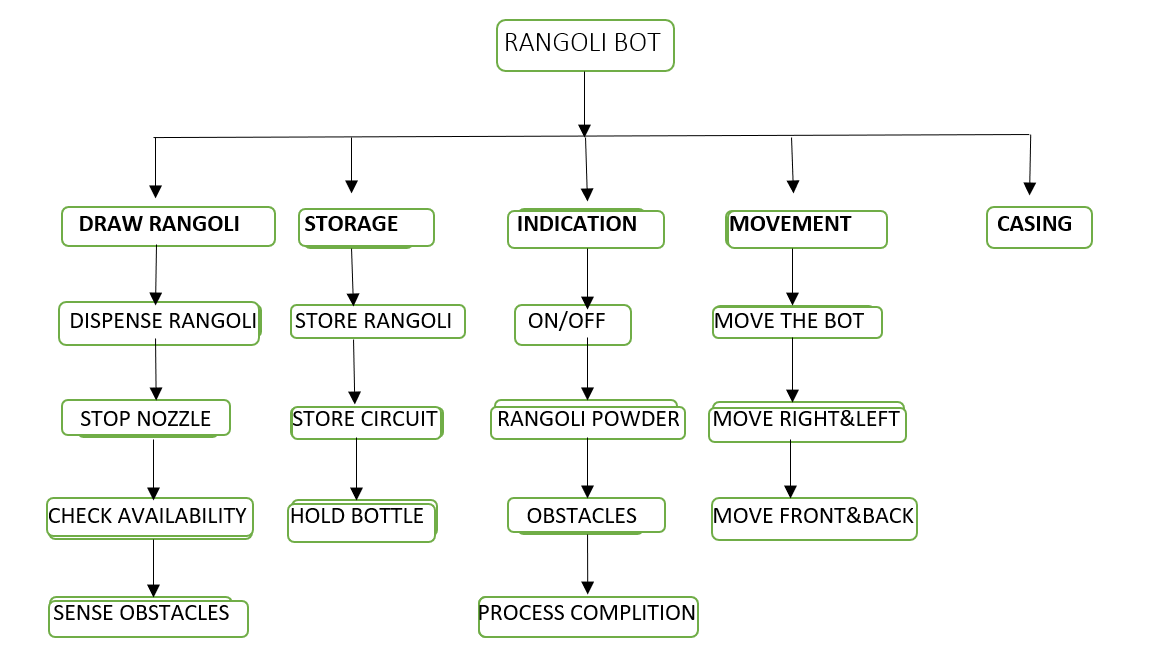 RANGOLI BOT
DRAW RANGOLI
STORAGE
INDICATION
MOVEMENT
CASING
DISPENSE RANGOLI
STORE RANGOLI
ON/OFF
MOVE THE BOT
STOP NOZZLE
STORE CIRCUIT
RANGOLI POWDER
MOVE RIGHT&LEFT
CHECK AVAILABILITY
HOLD BOTTLE
OBSTACLES
MOVE FRONT&BACK
SENSE OBSTACLES
PROCESS COMPLITION